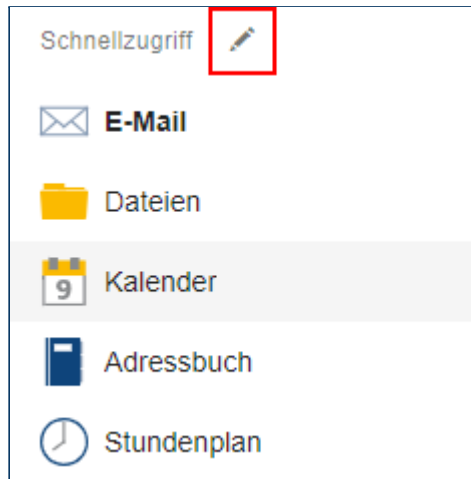 Schnellzugriff
E-Mail
Dateien
9 Kalender
Adressbuch
Stundenplan